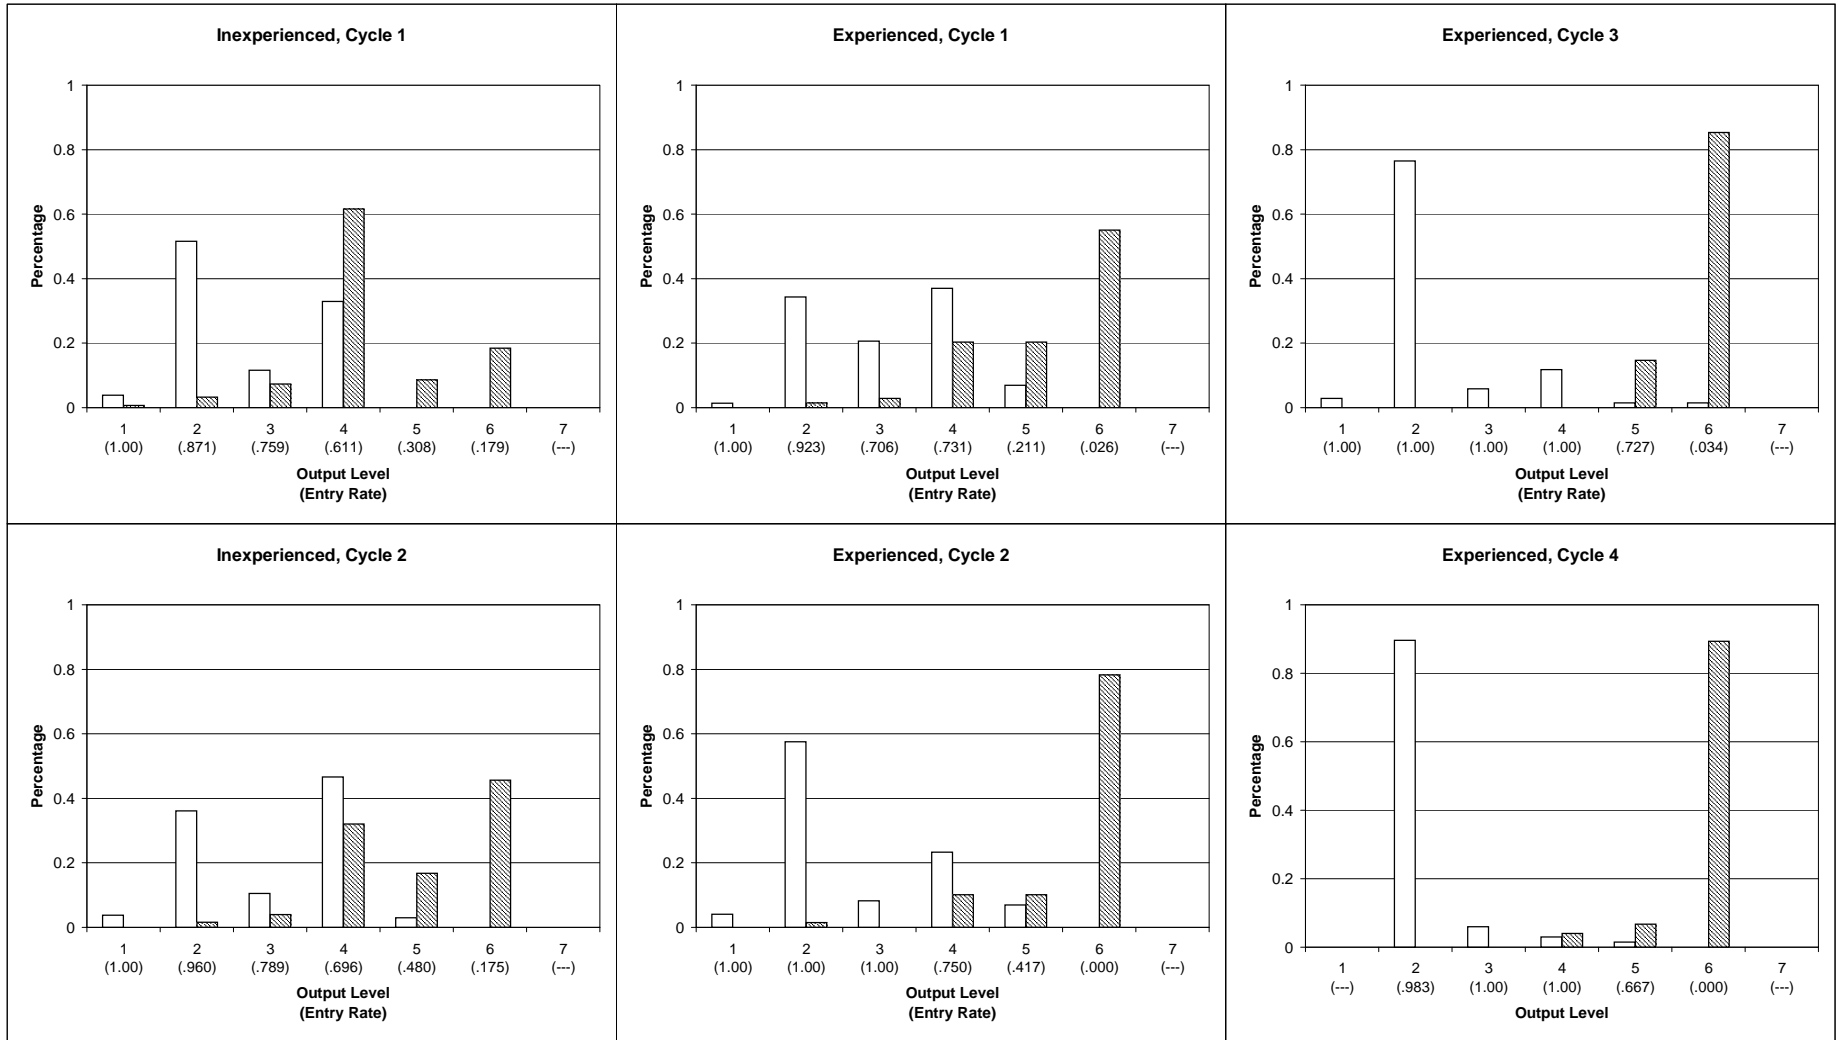 Inexperienced, Cycle 1
1
0.8
0.6
0.4
0.2
0
Percentage
1 2 3 4 5 6 7
(1.00) (.871) (.759) (.611) (.308) (.179) (---)
Output Level
(Entry Rate)
Experienced, Cycle 1
1
0.8
0.6
0.4
0.2
0
Percentage
1 2 3 4 5 6 7
(1.00) (.923) (.706) (.731) (.211) (.026) (---)
Output Level
(Entry Rate)
Experienced, Cycle 3
1
0.8
0.6
0.4
0.2
0
Percentage
1 2 3 4 5 6 7
(1.00) (1.00) (1.00) (1.00) (.727) (.034) (---)
Output Level
(Entry Rate)
Inexperienced, Cycle 2
1
0.8
0.6
0.4
0.2
0
Percentage
1 2 3 4 5 6 7
(1.00) (.960) (.789) (.696) (.480) (.175) (---)
Output Level
(Entry Rate)
Experienced, Cycle 2
1
0.8
0.6
0.4
0.2
0
Percentage
1 2 3 4 5 6 7
(1.00) (1.00) (1.00) (.750) (.417) (.000) (---)
Output Level
(Entry Rate)
Experienced, Cycle 4
1
0.8
0.6
0.4
0.2
0
Percentage
1 2 3 4 5 6 7
(---) (.983) (1.00) (1.00) (.667) (.000) (---)
Output Level